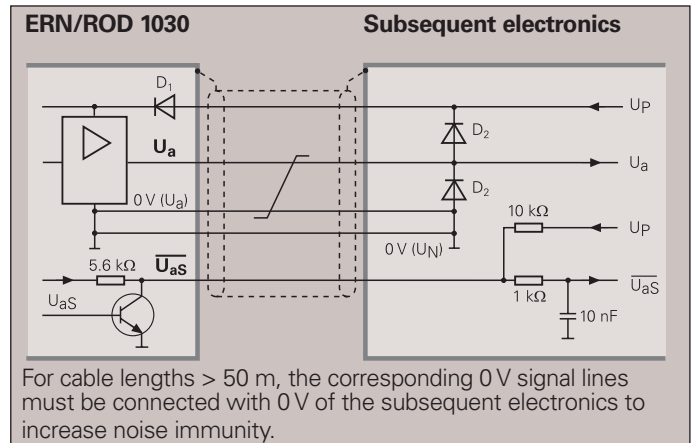 ERN/ROD 1030 Subsequent electronics
D1
UP
D2
Ua
Ua
D2
0 V (Ua)
10 kΩ
UP
0 V (UN)
5.6 kΩ
UaS
UaS
1 kΩ
UaS
10 nF
For cable lengths > 50 m, the corresponding 0 V signal lines
must be connected with 0 V of the subsequent electronics to
increase noise immunity.